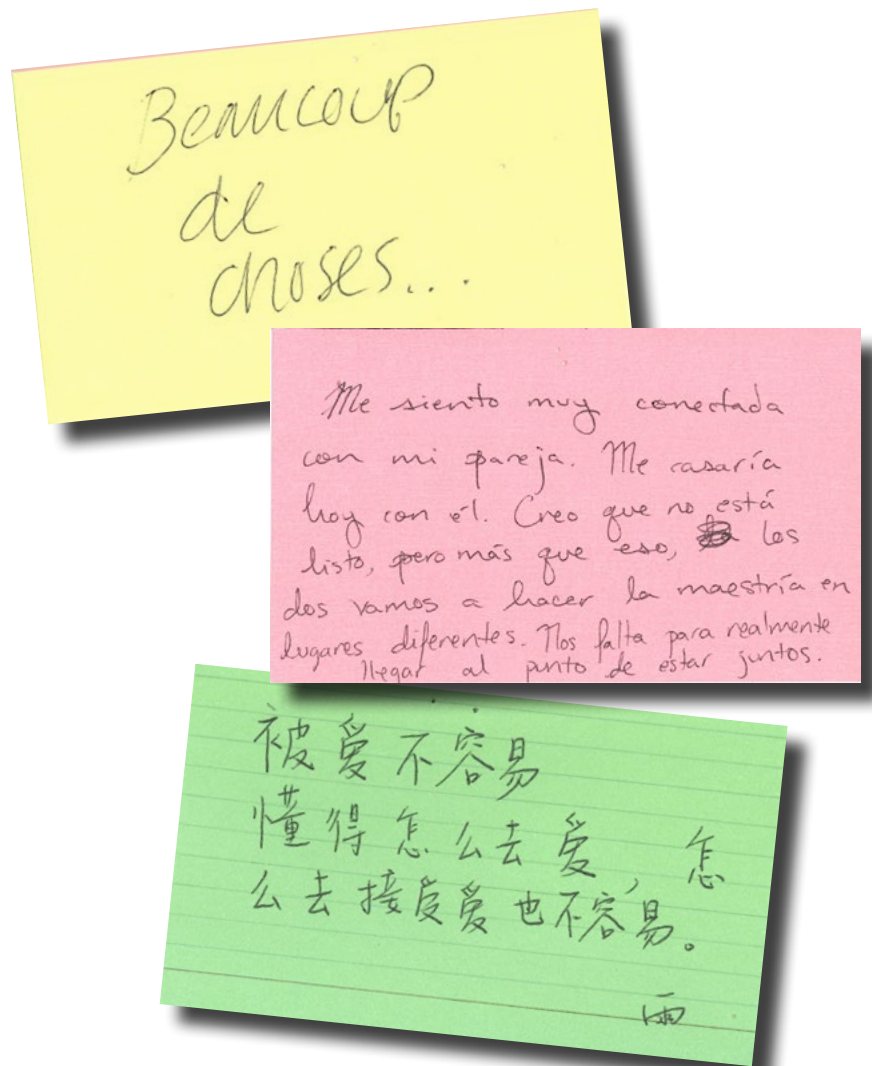 Beaucoup
de
choses...
Me siento muy conectada
con mi pareja. Me casaría
hoy con él. Creo que no está
listo, pero más que eso, los
dos vamos a hacer la maestría en
lugares diferentes. Nos falta para realmente
llegar al punto de estar juntos.
被爱不容易
懂得怎么去爱，怎
么去接受爱也不容易。
雨